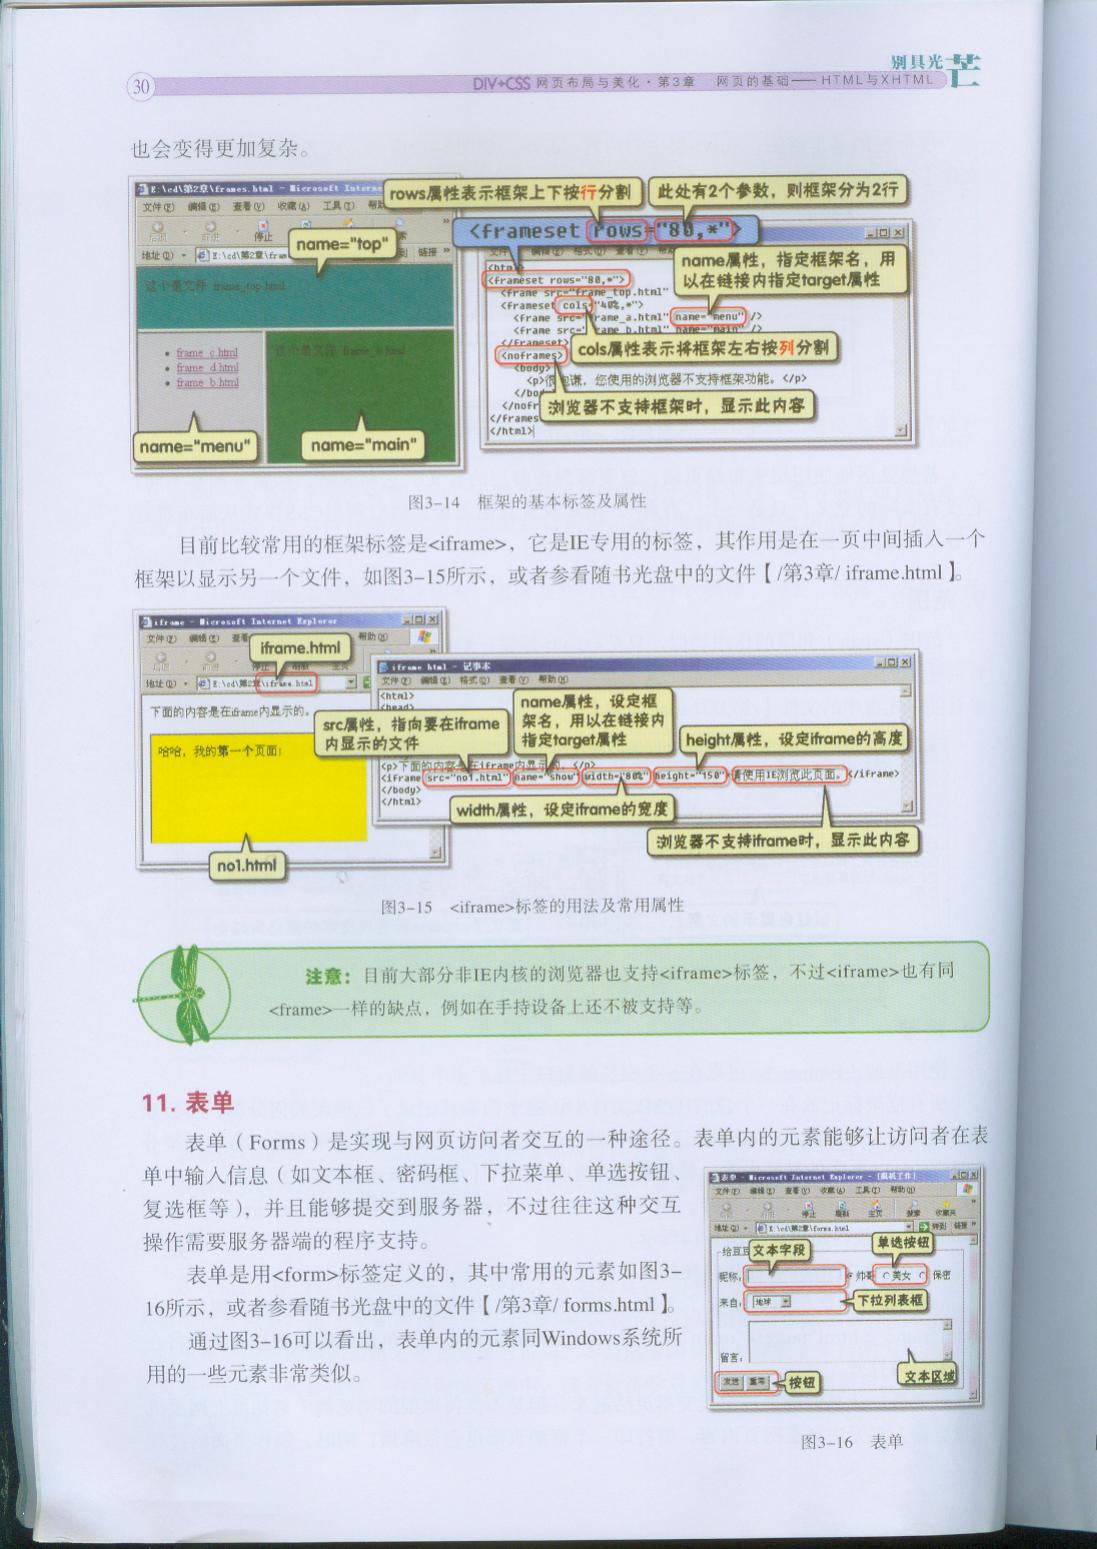 别具光芒
30
DIV+CSS 网页布局与美化·第3章 网页的基础——HTML与XHTML
也会变得更加复杂。
E:\cd\第2章\frames.html - Microsoft Interne
文件(F) 编辑(E) 查看(V) 收藏(A) 工具(T) 帮助
后退 前进 停止
地址(D) E:\cd\第2章\fram 链接
这个是文件 frame_top.html
frame_c.html
frame_d.html
frame_b.html
这个是文件 frame_b.html
name="top"
name="menu"
name="main"
rows属性表示框架上下按行分割
此处有2个参数，则框架分为2行
<frameset rows="80,*">
name属性，指定框架名，用
以在链接内指定target属性
<html>
<frameset rows="80,*">
<frame src="frame_top.html"
<frameset cols="40%,*">
<frame src="frame_a.html" name="menu" />
<frame src="frame_b.html" name="main" />
</frameset>
cols属性表示将框架左右按列分割
<noframes>
<body>
<p>很抱谦，您使用的浏览器不支持框架功能。</p>
</bod
</nofr
浏览器不支持框架时，显示此内容
</frames
</html>
图3-14 框架的基本标签及属性
目前比较常用的框架标签是<iframe>，它是IE专用的标签，其作用是在一页中间插入一个
框架以显示另一个文件，如图3-15所示，或者参看随书光盘中的文件【/第3章/ iframe.html】。
iframe - Microsoft Internet Explorer
文件(F) 编辑(E) 查看 帮助(H)
后退 前进 停止 主页
地址(D) E:\cd\第2章\iframe.html
iframe.html
下面的内容是在iframe内显示的。
哈哈，我的第一个页面!
no1.html
iframe.html - 记事本
文件(F) 编辑(E) 格式(O) 查看(V) 帮助(H)
<html>
<head>
src属性，指向要在iframe
内显示的文件
name属性，设定框
架名，用以在链接内
指定target属性
height属性，设定iframe的高度
<p>下面的内容是在iframe内显示的。</p>
<iframe src="no1.html" name="show" width="80%" height="150">请使用IE浏览此页面。</iframe>
</body>
</html>
width属性，设定iframe的宽度
浏览器不支持iframe时，显示此内容
图3-15 <iframe>标签的用法及常用属性
注意：目前大部分非IE内核的浏览器也支持<iframe>标签，不过<iframe>也有同
<frame>一样的缺点，例如在手持设备上还不被支持等。
11. 表单
表单（Forms）是实现与网页访问者交互的一种途径。表单内的元素能够让访问者在表
单中输入信息（如文本框、密码框、下拉菜单、单选按钮、
复选框等），并且能够提交到服务器，不过往往这种交互
操作需要服务器端的程序支持。
表单是用<form>标签定义的，其中常用的元素如图3-
16所示，或者参看随书光盘中的文件【/第3章/ forms.html】。
通过图3-16可以看出，表单内的元素同Windows系统所
用的一些元素非常类似。
表单 - Microsoft Internet Explorer - [脱机工作]
文件(F) 编辑(E) 查看(V) 收藏(A) 工具(T) 帮助(H)
后退 前进 停止 刷新 主页 搜索 收藏夹
地址(D) E:\cd\第2章\forms.html 转到 链接
给豆豆
文本字段
单选按钮
昵称： 帅哥 美女 保密
来自： 地球
下拉列表框
留言：
文本区域
发送 重写
按钮
图3-16 表单